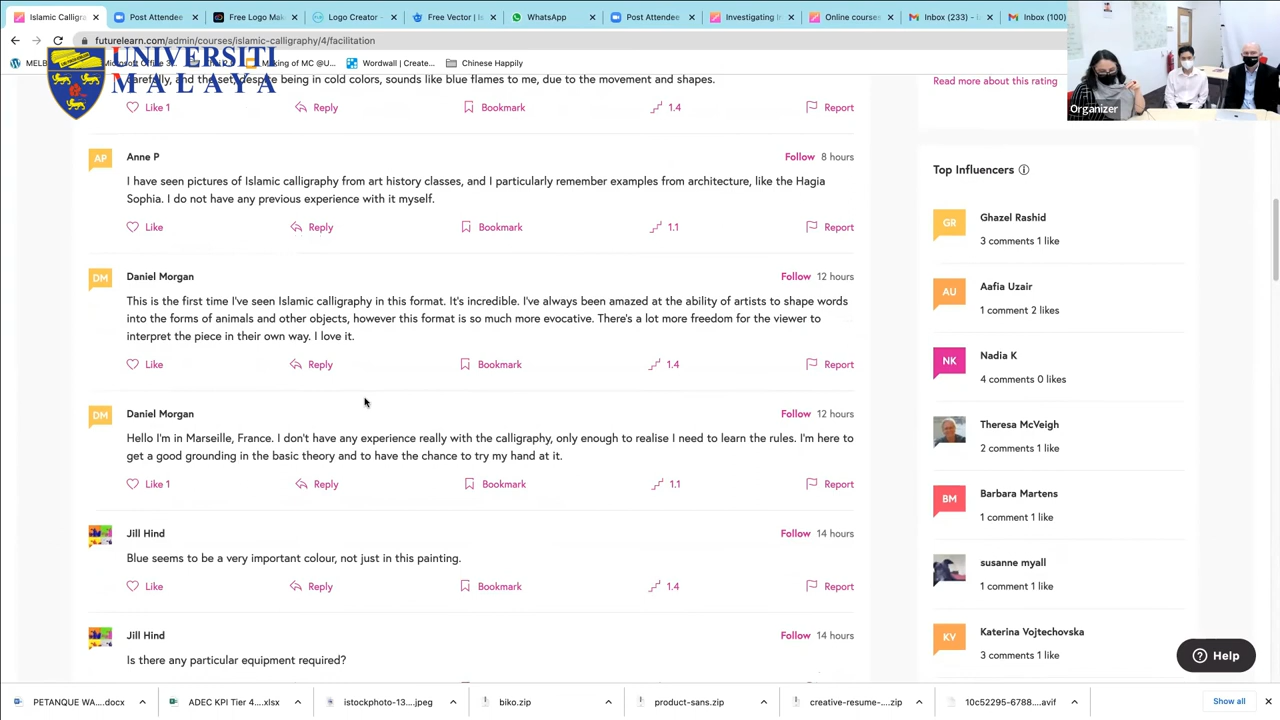 Islamic Calligra
Post Attendee
Free Logo Mak
Logo Creator -
Free Vector | Is
WhatsApp
Post Attendee
Investigating I
Online courses
Inbox (233) - i
Inbox (100)
futurelearn.com/admin/courses/islamic-calligraphy/4/facilitation
MELB
Microsoft Office 3
Making of MC @U...
Wordwall | Create...
Chinese Happily
UNIVERSITI
MALAYA
Organizer
carefully, and the set, despite being in cold colors, sounds like blue flames to me, due to the movement and shapes.
Like 1 Reply Bookmark 1.4 Report
AP Anne P Follow 8 hours
I have seen pictures of Islamic calligraphy from art history classes, and I particularly remember examples from architecture, like the Hagia
Sophia. I do not have any previous experience with it myself.
Like Reply Bookmark 1.1 Report
DM Daniel Morgan Follow 12 hours
This is the first time I've seen Islamic calligraphy in this format. It's incredible. I've always been amazed at the ability of artists to shape words
into the forms of animals and other objects, however this format is so much more evocative. There's a lot more freedom for the viewer to
interpret the piece in their own way. I love it.
Like Reply Bookmark 1.4 Report
DM Daniel Morgan Follow 12 hours
Hello I'm in Marseille, France. I don't have any experience really with the calligraphy, only enough to realise I need to learn the rules. I'm here to
get a good grounding in the basic theory and to have the chance to try my hand at it.
Like 1 Reply Bookmark 1.1 Report
Jill Hind Follow 14 hours
Blue seems to be a very important colour, not just in this painting.
Like Reply Bookmark 1.4 Report
Jill Hind Follow 14 hours
Is there any particular equipment required?
Read more about this rating
Top Influencers
GR Ghazel Rashid
3 comments 1 like
AU Aafia Uzair
1 comment 2 likes
NK Nadia K
4 comments 0 likes
Theresa McVeigh
2 comments 1 like
BM Barbara Martens
1 comment 1 like
susanne myall
1 comment 1 like
KV Katerina Vojtechovska
3 comments 1 like
Help
PETANQUE WA....docx
ADEC KPI Tier 4....xlsx
istockphoto-13....jpeg
biko.zip
product-sans.zip
creative-resume-....zip
10c52295-6788....avif
Show all